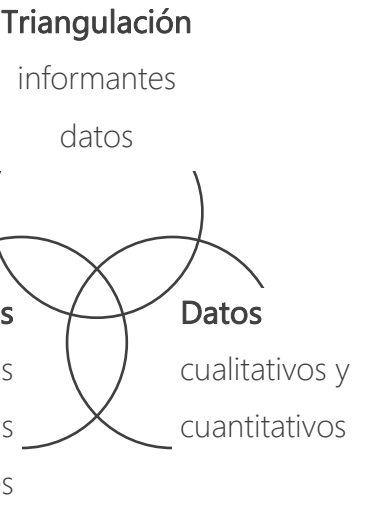 Triangulación
informantes
datos
Datos
cualitativos y
cuantitativos